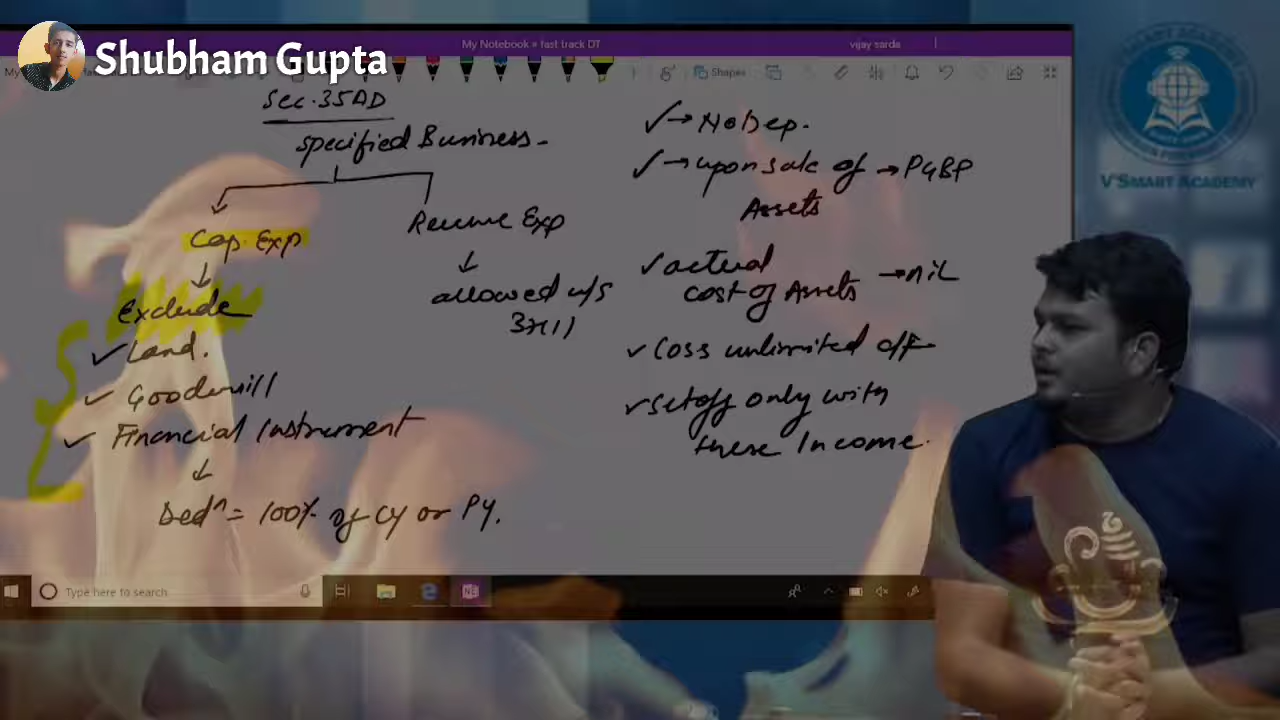 Shubham Gupta
My Notebook » fast track DT
vijay sarda
Shapes
Sec.35AD
specified Business.
Cap. Exp
Revenue Exp
Exclude
allowed u/s
37(1)
Land.
Goodwill
Financial Instrument
Dedn = 100% of CY or PY.
→ No Dep.
→ upon sale of → PGBP
Assets
actual
cost of Assets → nil
Loss unlimited c/f
Setoff only with
these Income.
V'SMART ACADEMY
Type here to search